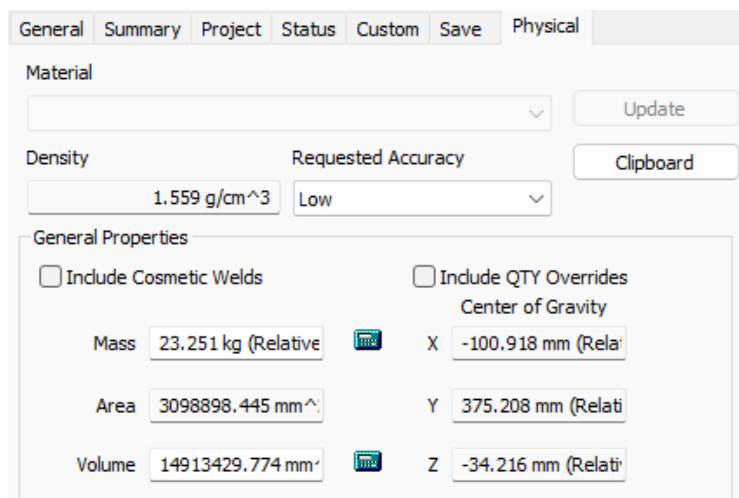 General Summary Project Status Custom Save Physical
Material
Update
Density Requested Accuracy Clipboard
1.559 g/cm^3 Low
General Properties
Include Cosmetic Welds Include QTY Overrides
Center of Gravity
Mass 23.251 kg (Relative X -100.918 mm (Rela
Area 3098898.445 mm^ Y 375.208 mm (Relati
Volume 14913429.774 mm Z -34.216 mm (Relati